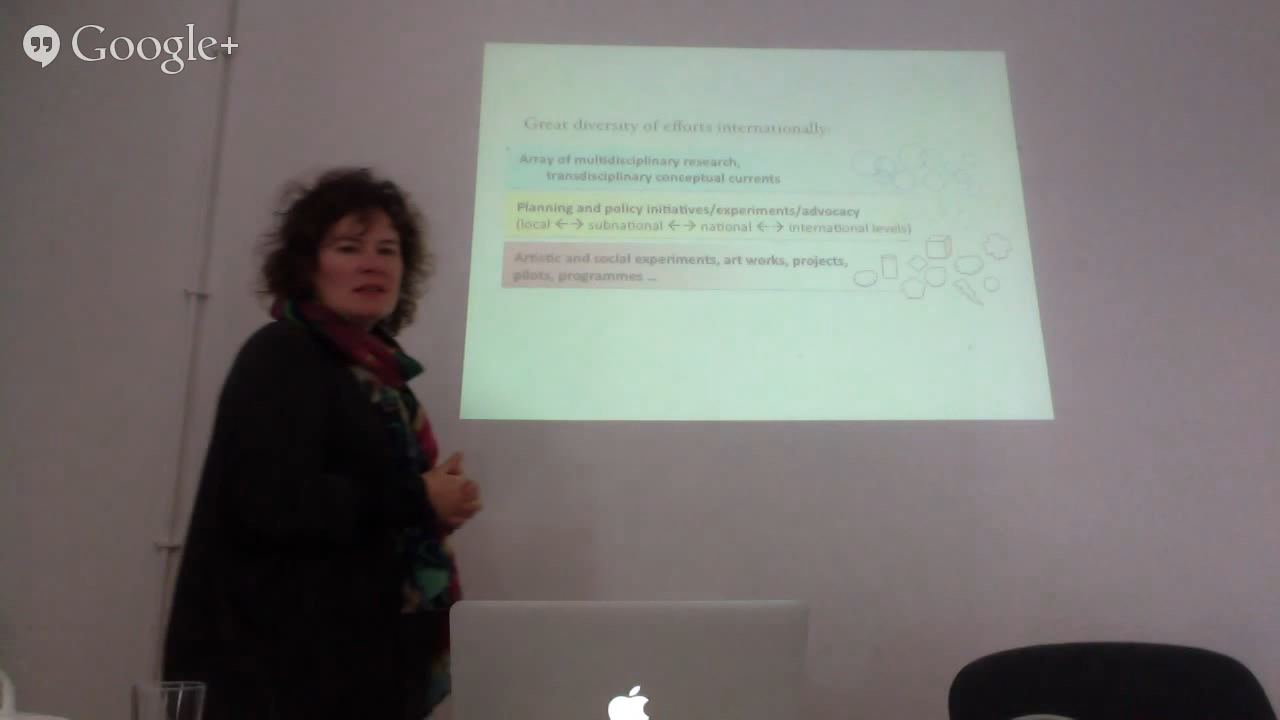 Google+
Great diversity of efforts internationally:
Array of multidisciplinary research,
transdisciplinary conceptual currents
Planning and policy initiatives/experiments/advocacy
(local ←→ subnational ←→ national ←→ international levels)
Artistic and social experiments, art works, projects,
pilots, programmes ...